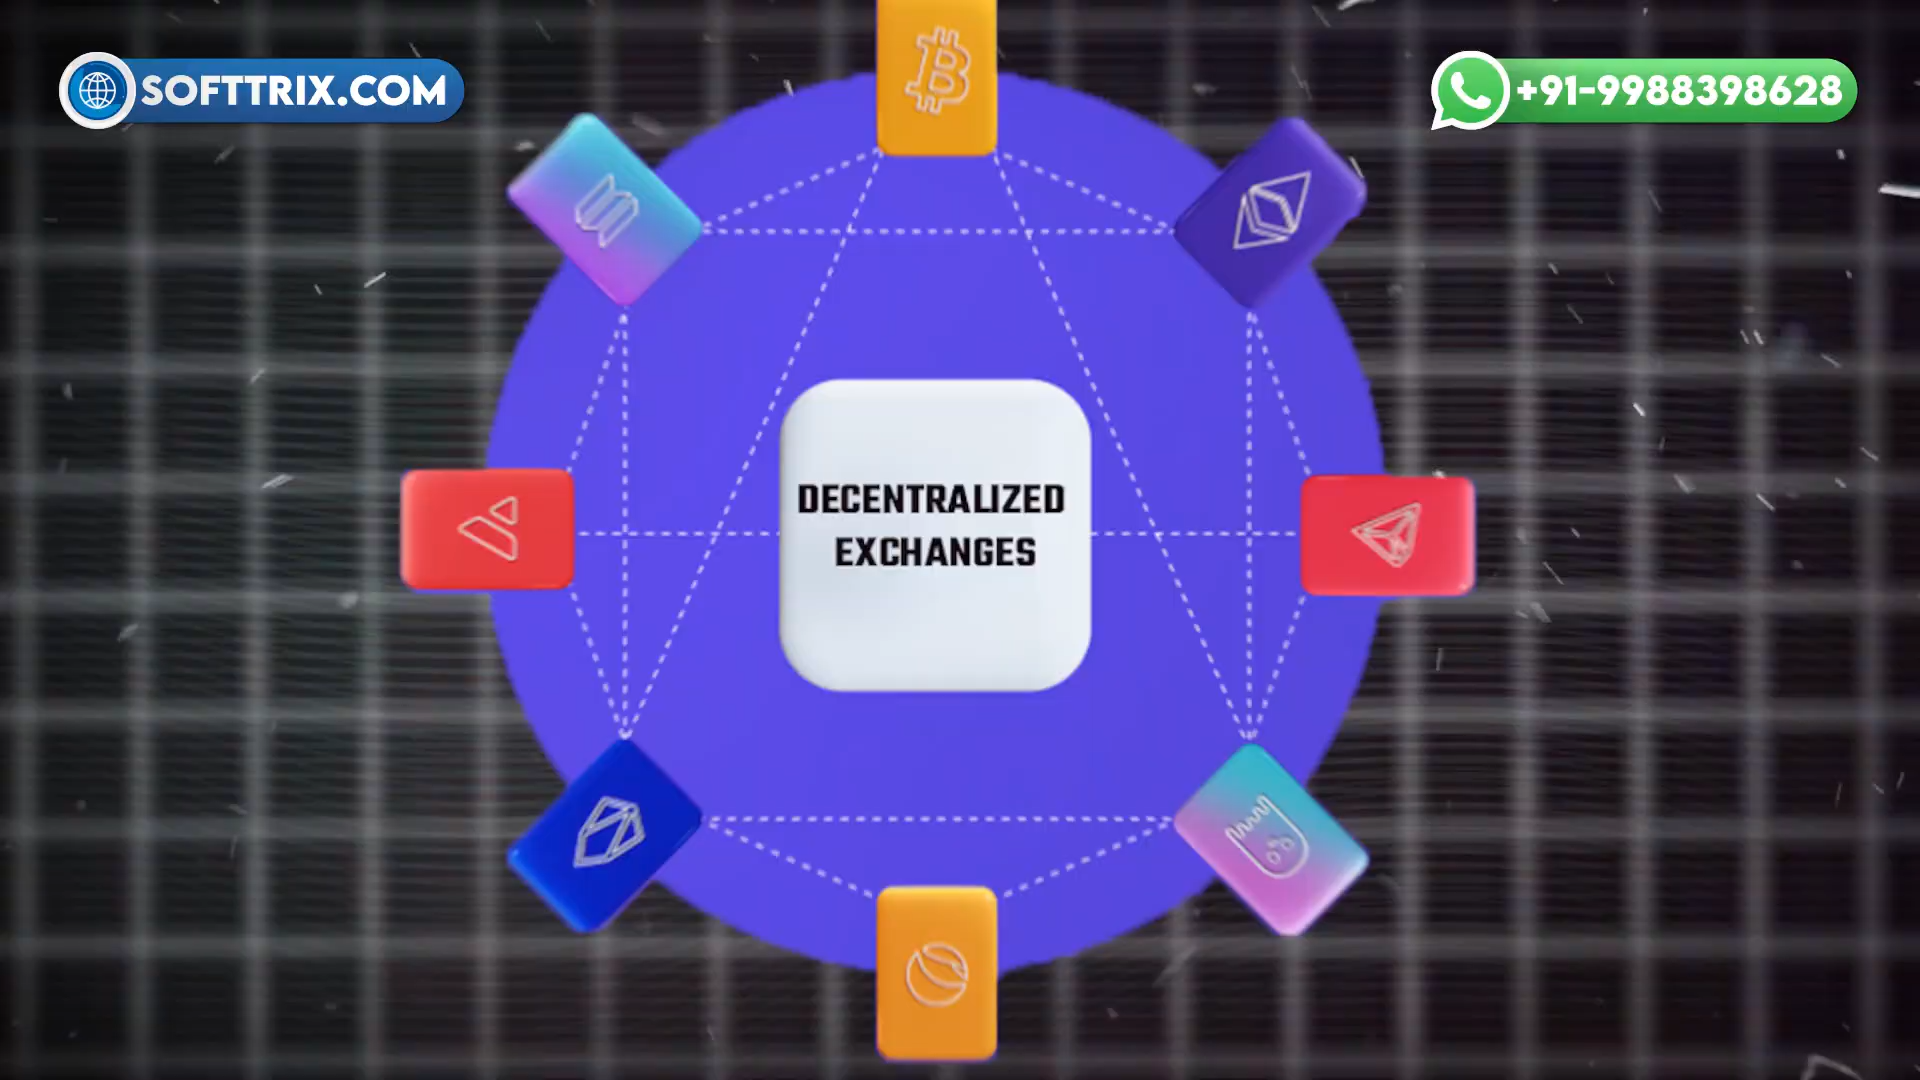 SOFTTRIX.COM
+91-9988398628
DECENTRALIZED
EXCHANGES